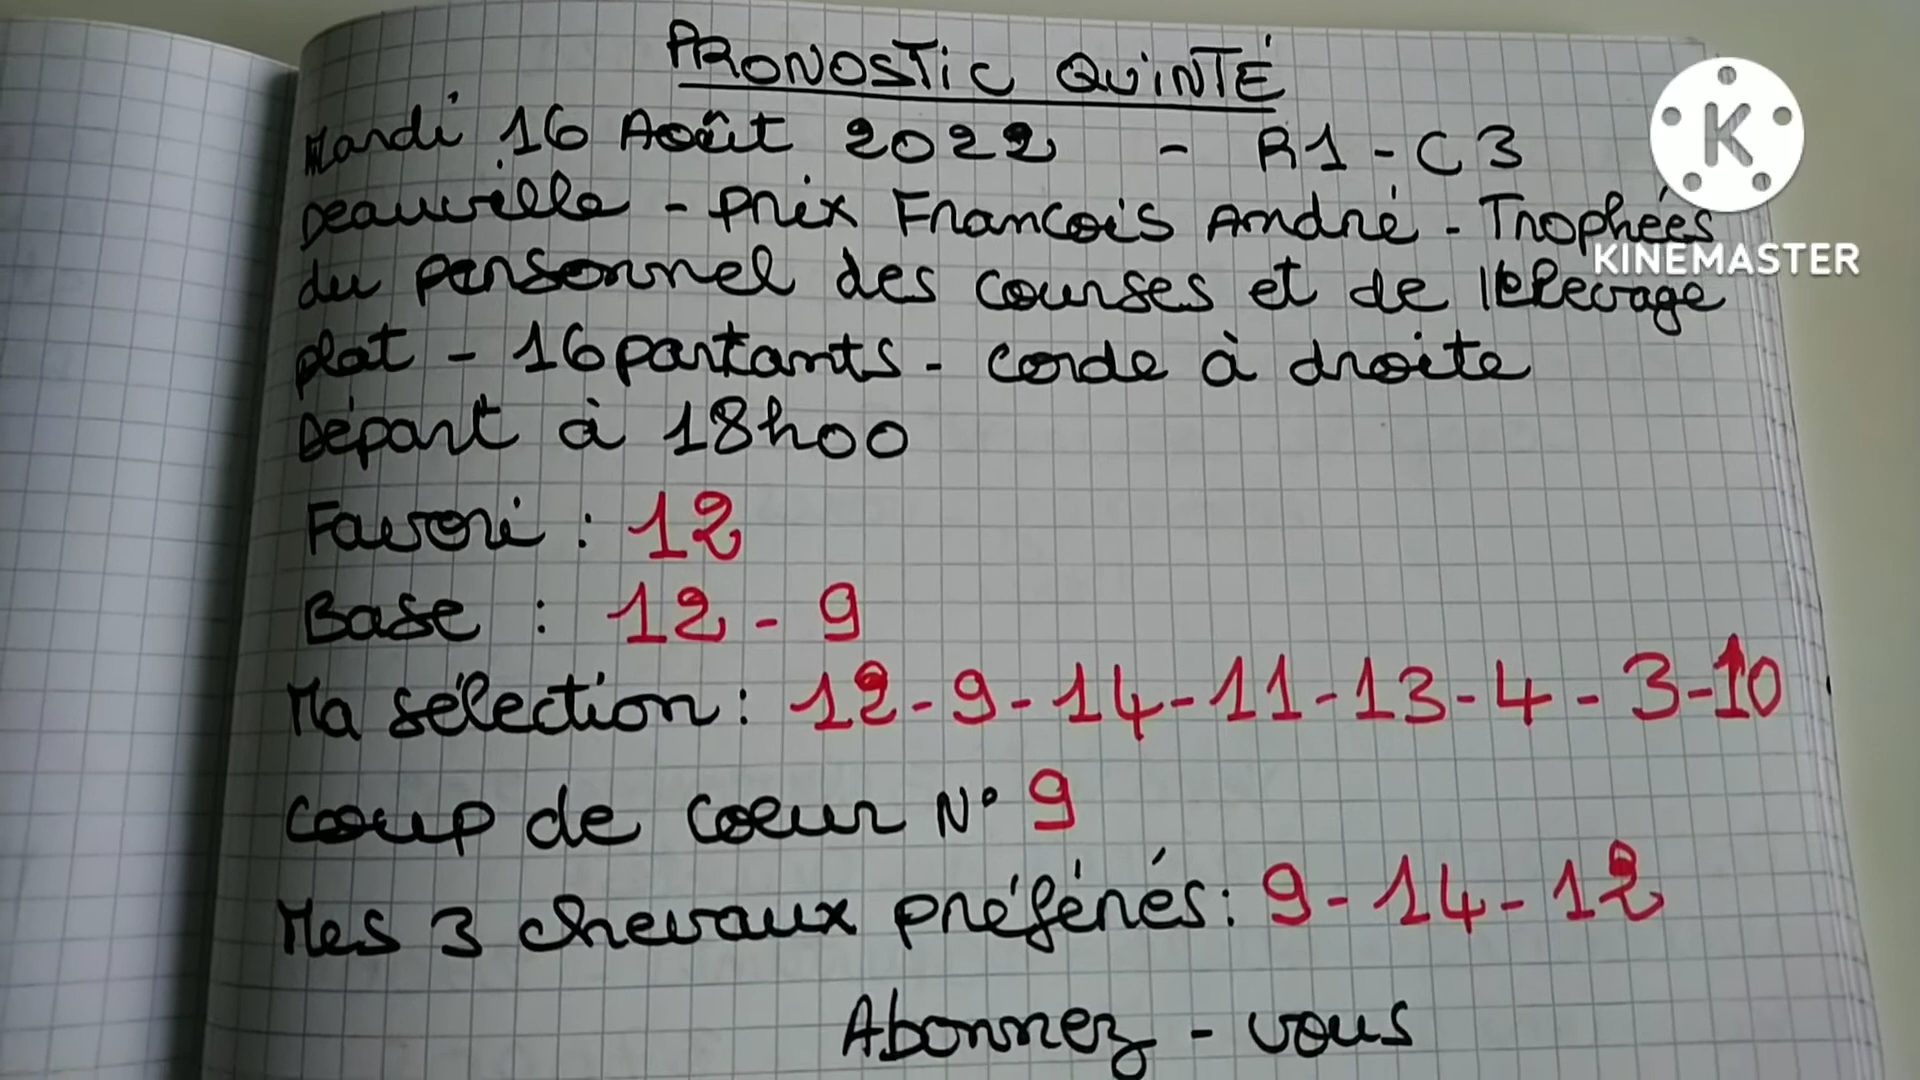 PRONOSTIC QUINTÉ
Mardi 16 Août 2022 - R1 - C3
Deauville - Prix Francois André - Trophées
du personnel des courses et de l'élevage
plat - 16 partants - corde à droite
Départ à 18h00
Favori : 12
Base : 12 - 9
Ma sélection : 12 - 9 - 14 - 11 - 13 - 4 - 3 - 10
Coup de coeur N° 9
Mes 3 chevaux préférés : 9 - 14 - 12
Abonnez - vous
K
KINEMASTER